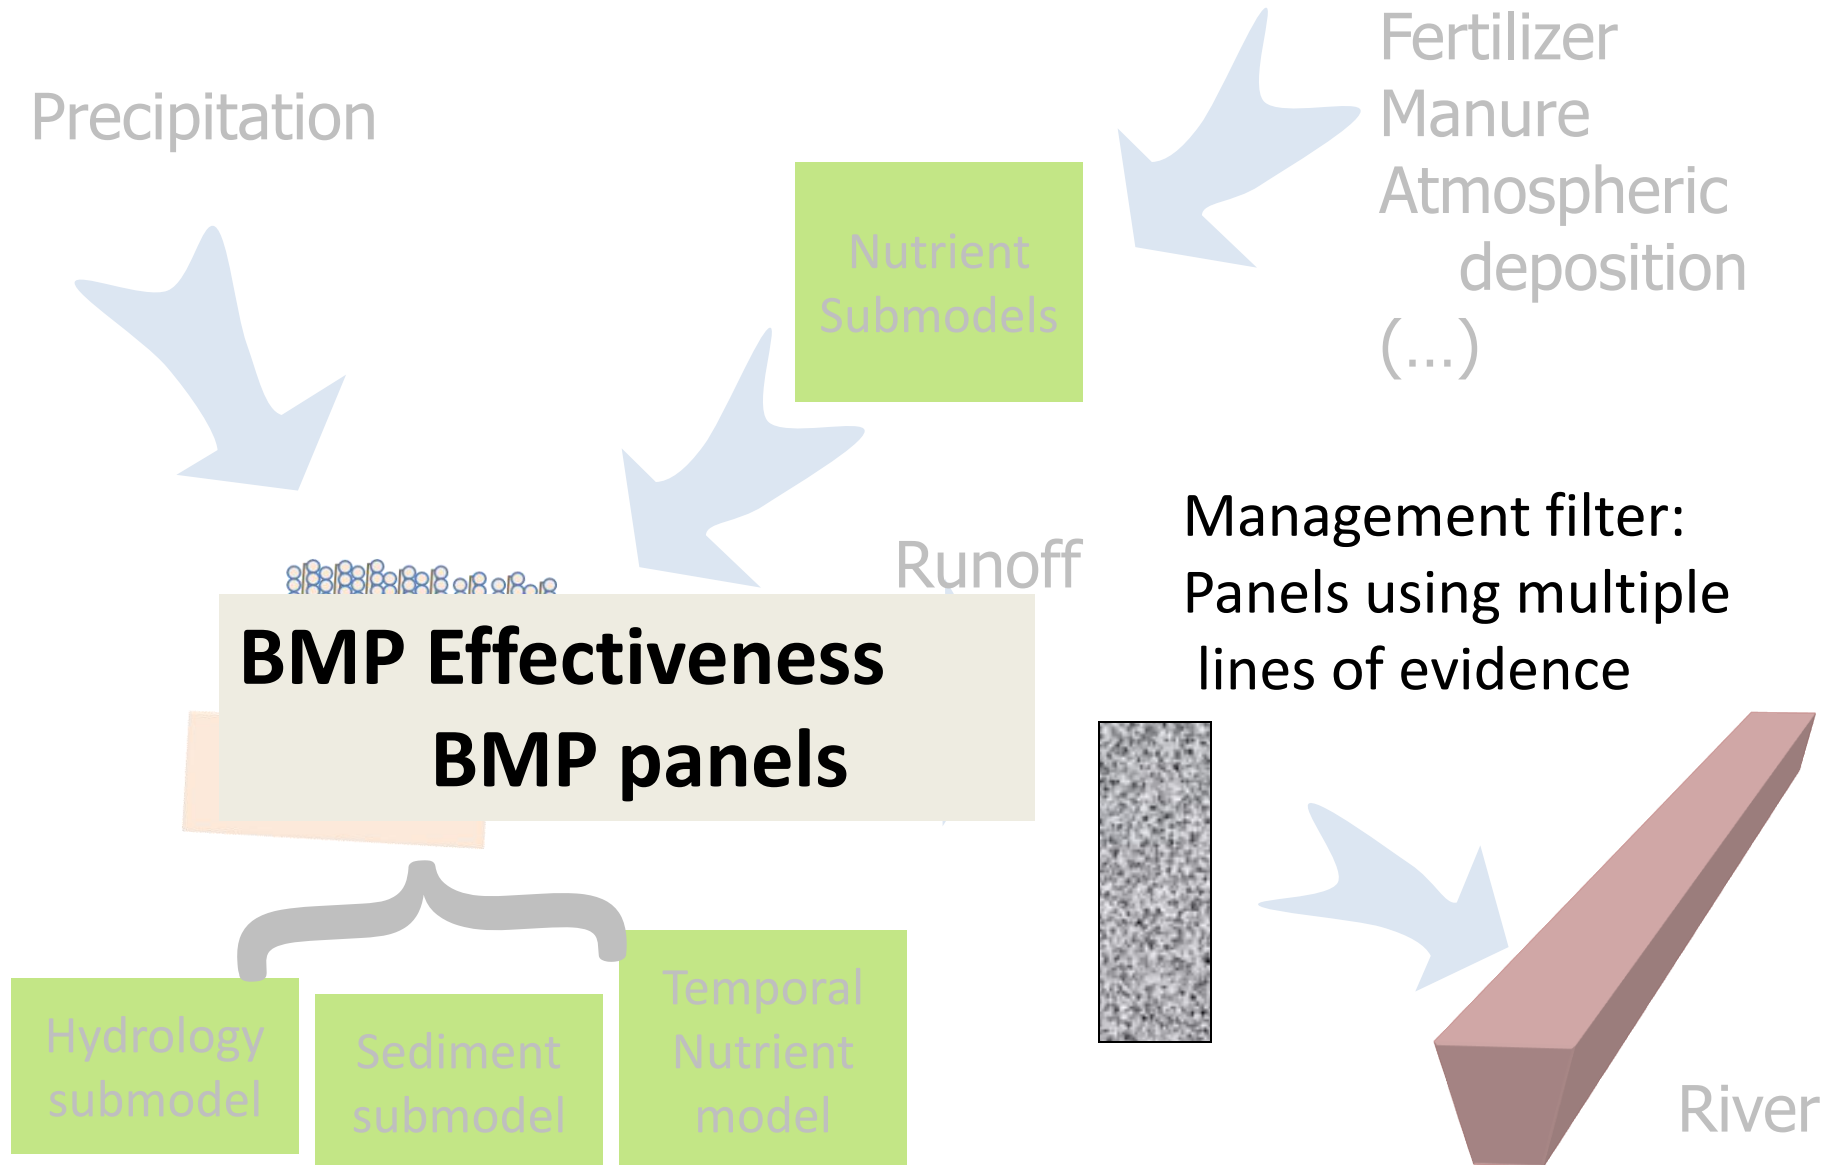 Precipitation
Fertilizer
Manure
Atmospheric
deposition
(...)
Nutrient
Submodels
Runoff
Management filter:
Panels using multiple
lines of evidence
BMP Effectiveness
BMP panels
Hydrology
submodel
Sediment
submodel
Temporal
Nutrient
model
River